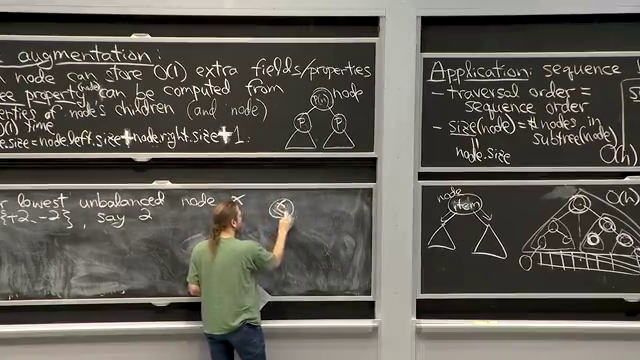 augmentation:
node can store O(1) extra fields/properties
property(node) can be computed from
properties of node's children (and node)
O(1) time
e.size=node.left.size+node.right.size+1
P(n) node
P P
r lowest unbalanced node x
{+2,-2}, say 2
x
Application: sequence
- traversal order =
sequence order
- size(node) = # nodes in
subtree(node)
node.size
O(h)
node
item
O(h)